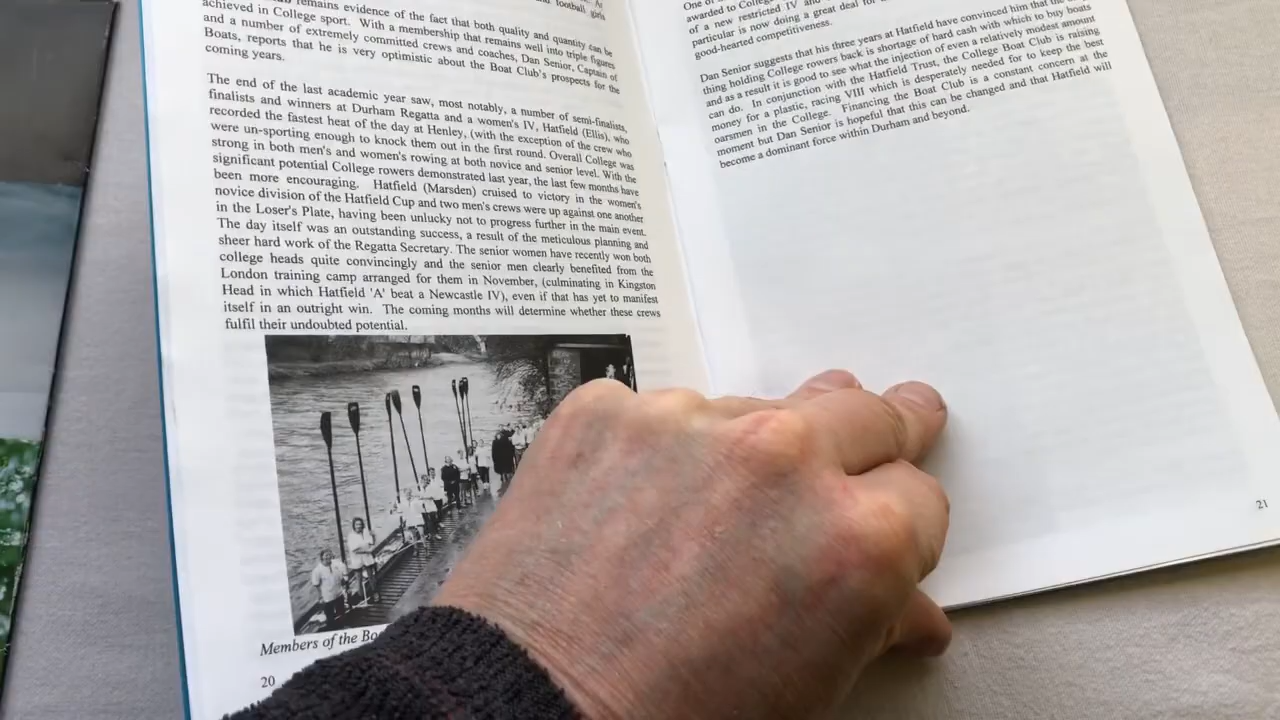 remains evidence of the fact that both quality and quantity can be
achieved in College sport. With a membership that remains well into triple figures
and a number of extremely committed crews and coaches, Dan Senior, Captain of
Boats, reports that he is very optimistic about the Boat Club's prospects for the
coming years.
The end of the last academic year saw, most notably, a number of semi-finalists,
finalists and winners at Durham Regatta and a women's IV, Hatfield (Ellis), who
recorded the fastest heat of the day at Henley, (with the exception of the crew who
were un-sporting enough to knock them out in the first round. Overall College was
strong in both men's and women's rowing at both novice and senior level. With the
significant potential College rowers demonstrated last year, the last few months have
been more encouraging. Hatfield (Marsden) cruised to victory in the women's
novice division of the Hatfield Cup and two men's crews were up against one another
in the Loser's Plate, having been unlucky not to progress further in the main event.
The day itself was an outstanding success, a result of the meticulous planning and
sheer hard work of the Regatta Secretary. The senior women have recently won both
college heads quite convincingly and the senior men clearly benefited from the
London training camp arranged for them in November, (culminating in Kingston
Head in which Hatfield 'A' beat a Newcastle IV), even if that has yet to manifest
itself in an outright win. The coming months will determine whether these crews
fulfil their undoubted potential.
Members of the
20
awarded to College
of a new restricted IV and
particular is now doing a great deal for
good-hearted competitiveness.
Dan Senior suggests that his three years at Hatfield have convinced him that the
thing holding College rowers back is shortage of hard cash with which to buy boats
and as a result it is good to see what the injection of even a relatively modest amount
can do. In conjunction with the Hatfield Trust, the College Boat Club is raising
money for a plastic, racing VIII which is desperately needed for to keep the best
oarsmen in the College. Financing the Boat Club is a constant concern at the
moment but Dan Senior is hopeful that this can be changed and that Hatfield will
become a dominant force within Durham and beyond.
21